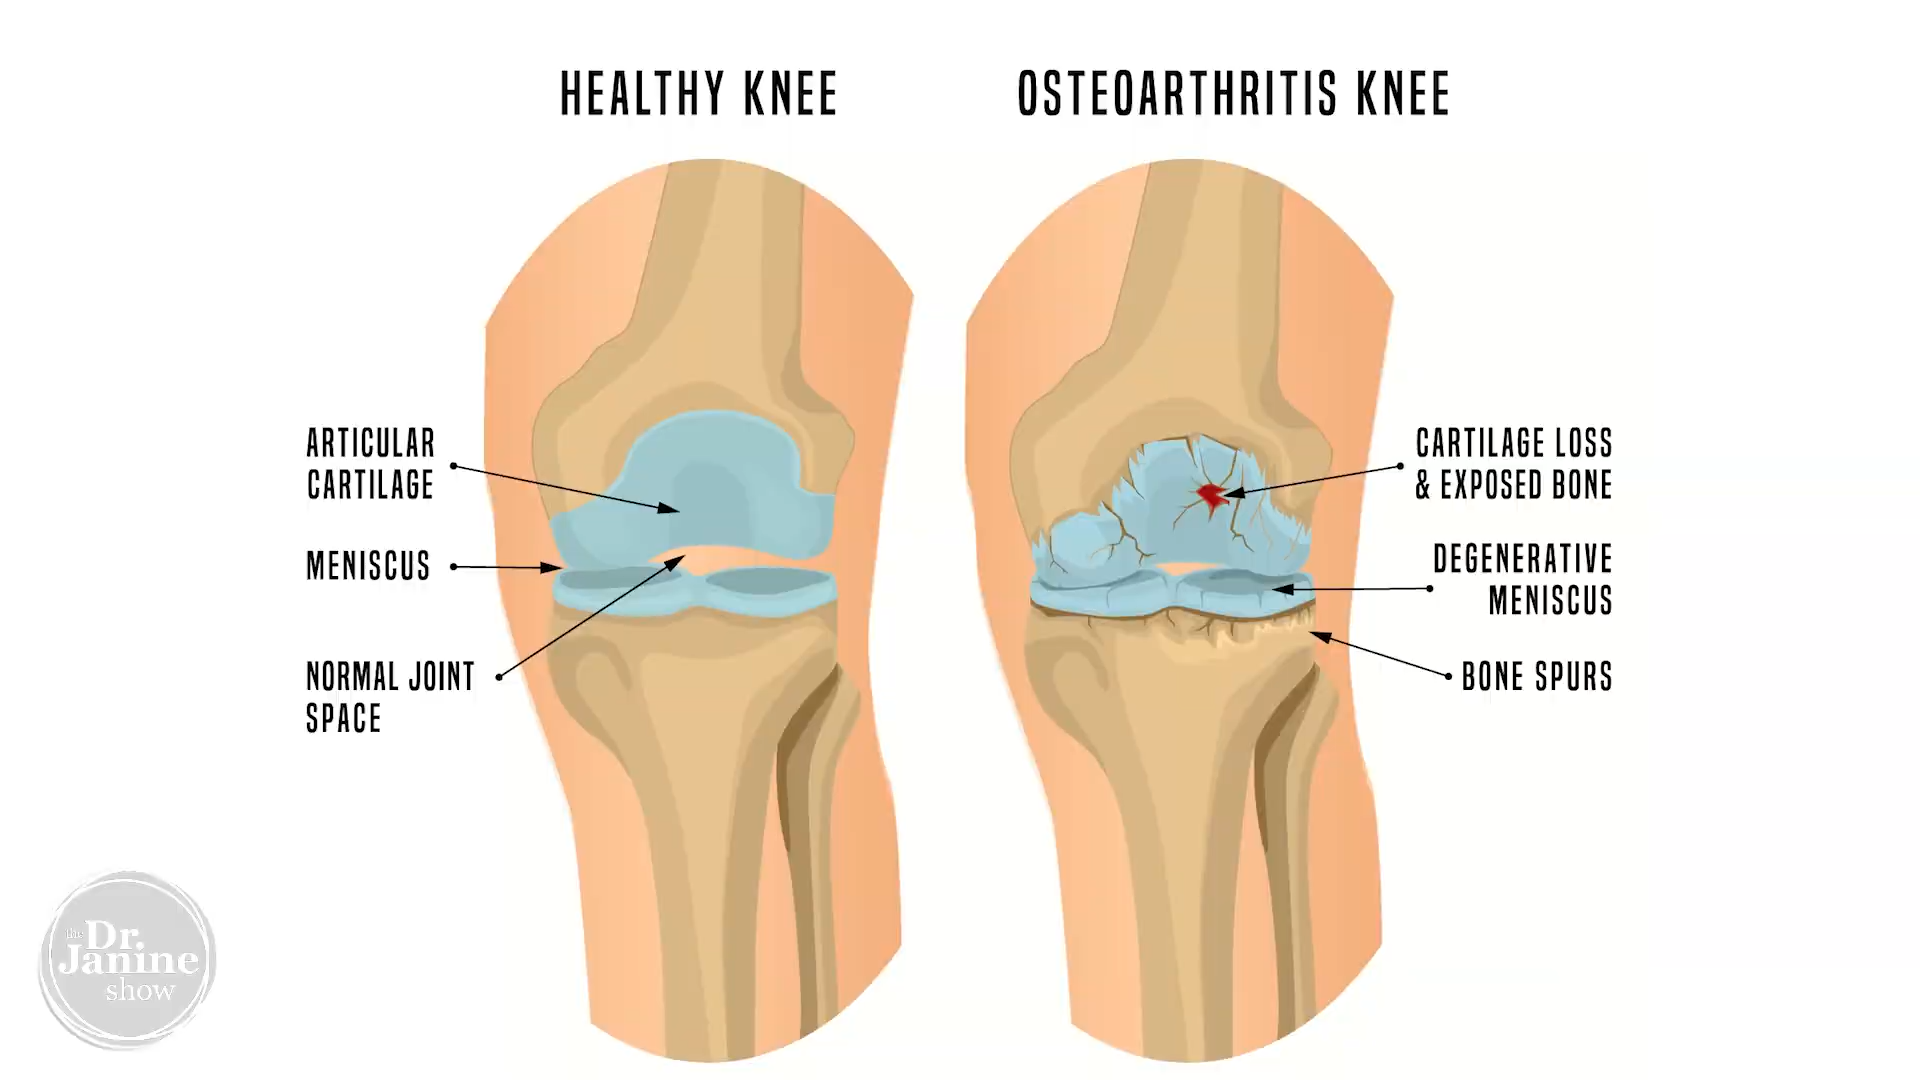 HEALTHY KNEE
OSTEOARTHRITIS KNEE
ARTICULAR
CARTILAGE
MENISCUS
NORMAL JOINT
SPACE
CARTILAGE LOSS
& EXPOSED BONE
DEGENERATIVE
MENISCUS
BONE SPURS
the Dr.
Janine
show